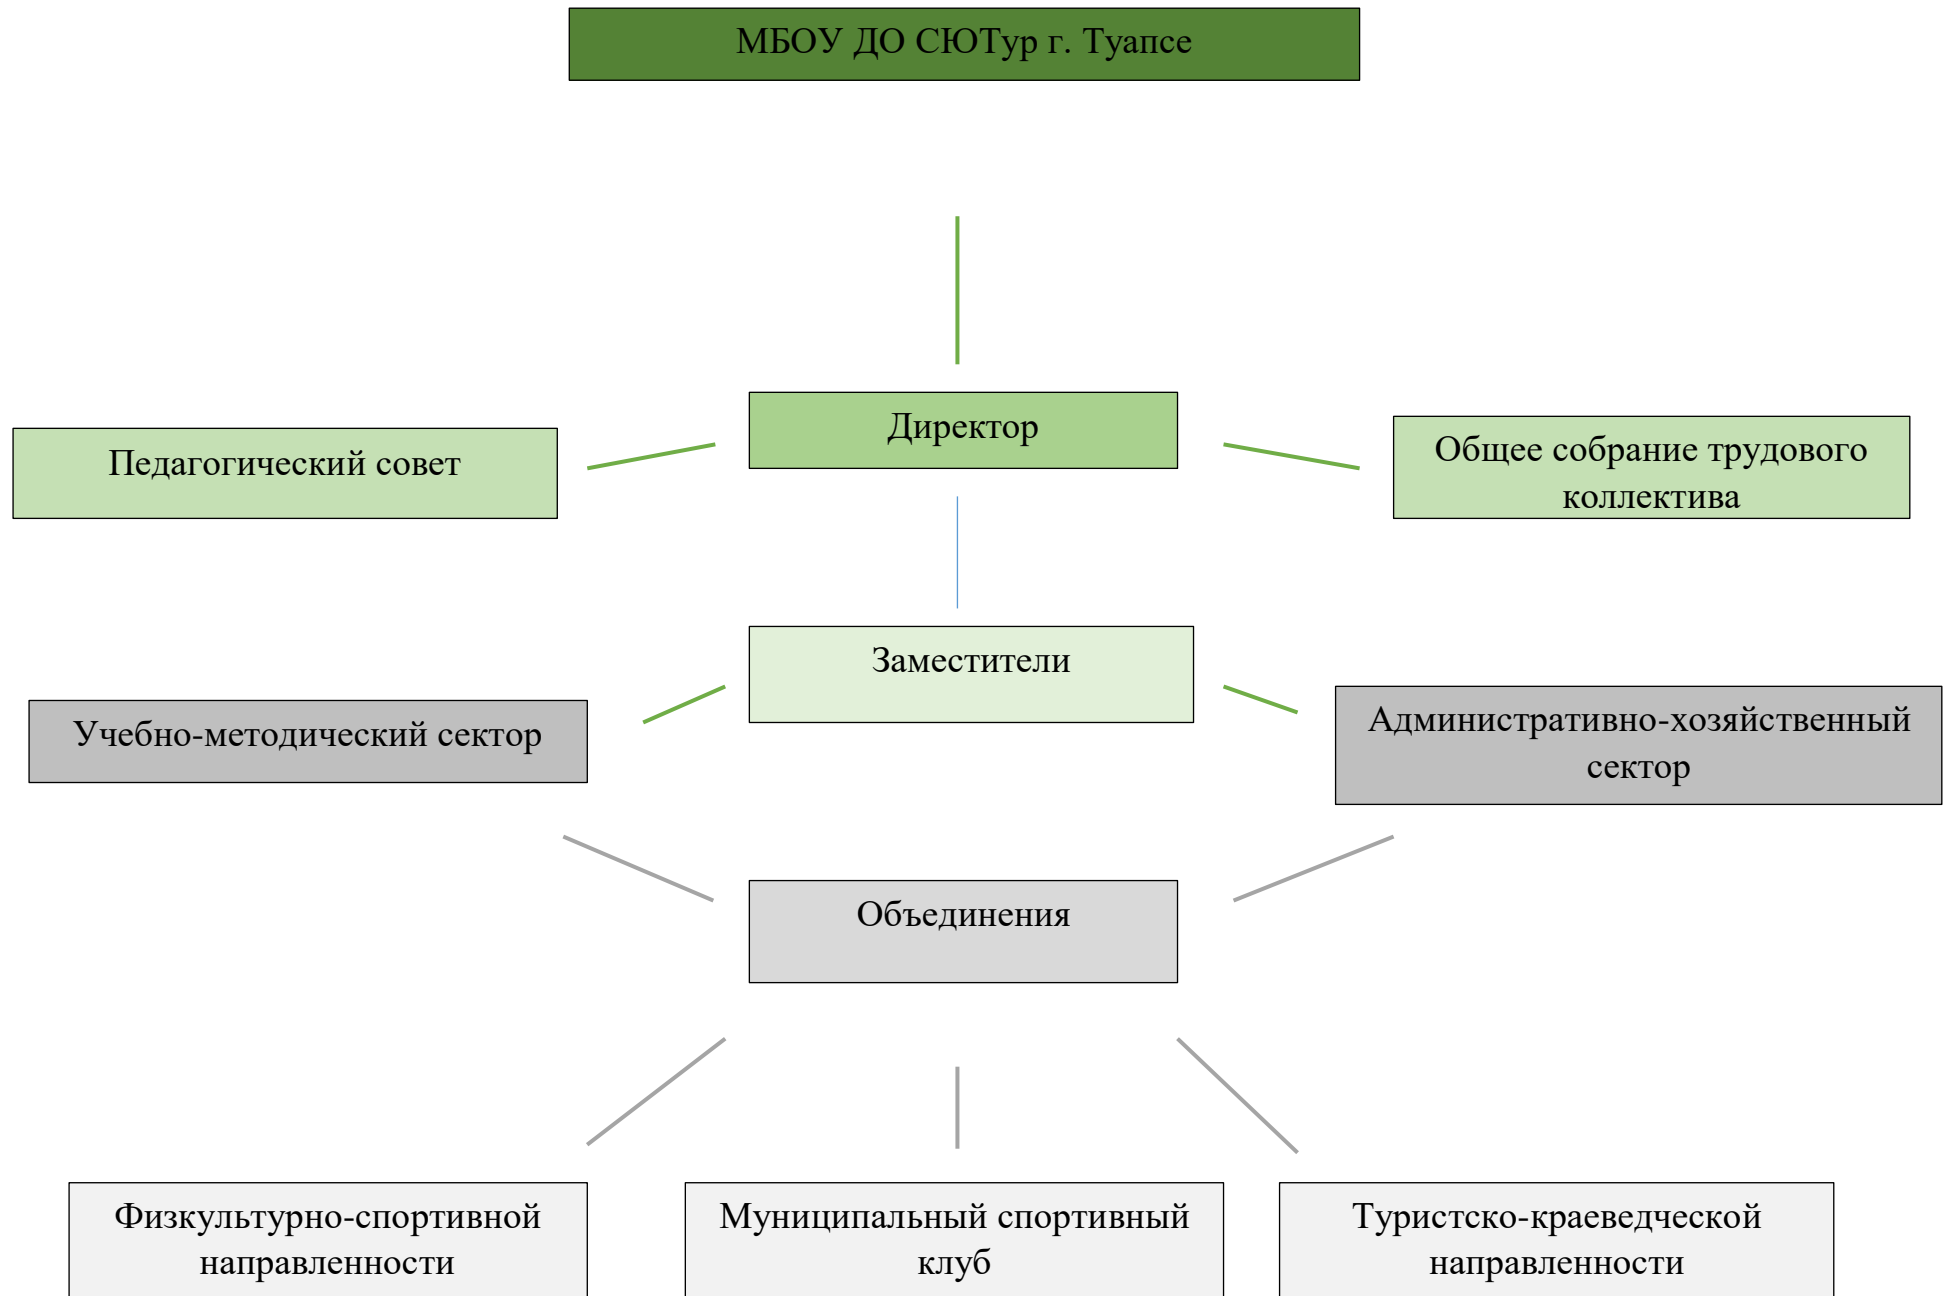 МБОУ ДО СЮТур г. Туапсе
Директор
Педагогический совет
Общее собрание трудового
коллектива
Заместители
Учебно-методический сектор
Административно-хозяйственный
сектор
Объединения
Физкультурно-спортивной
направленности
Муниципальный спортивный
клуб
Туристско-краеведческой
направленности